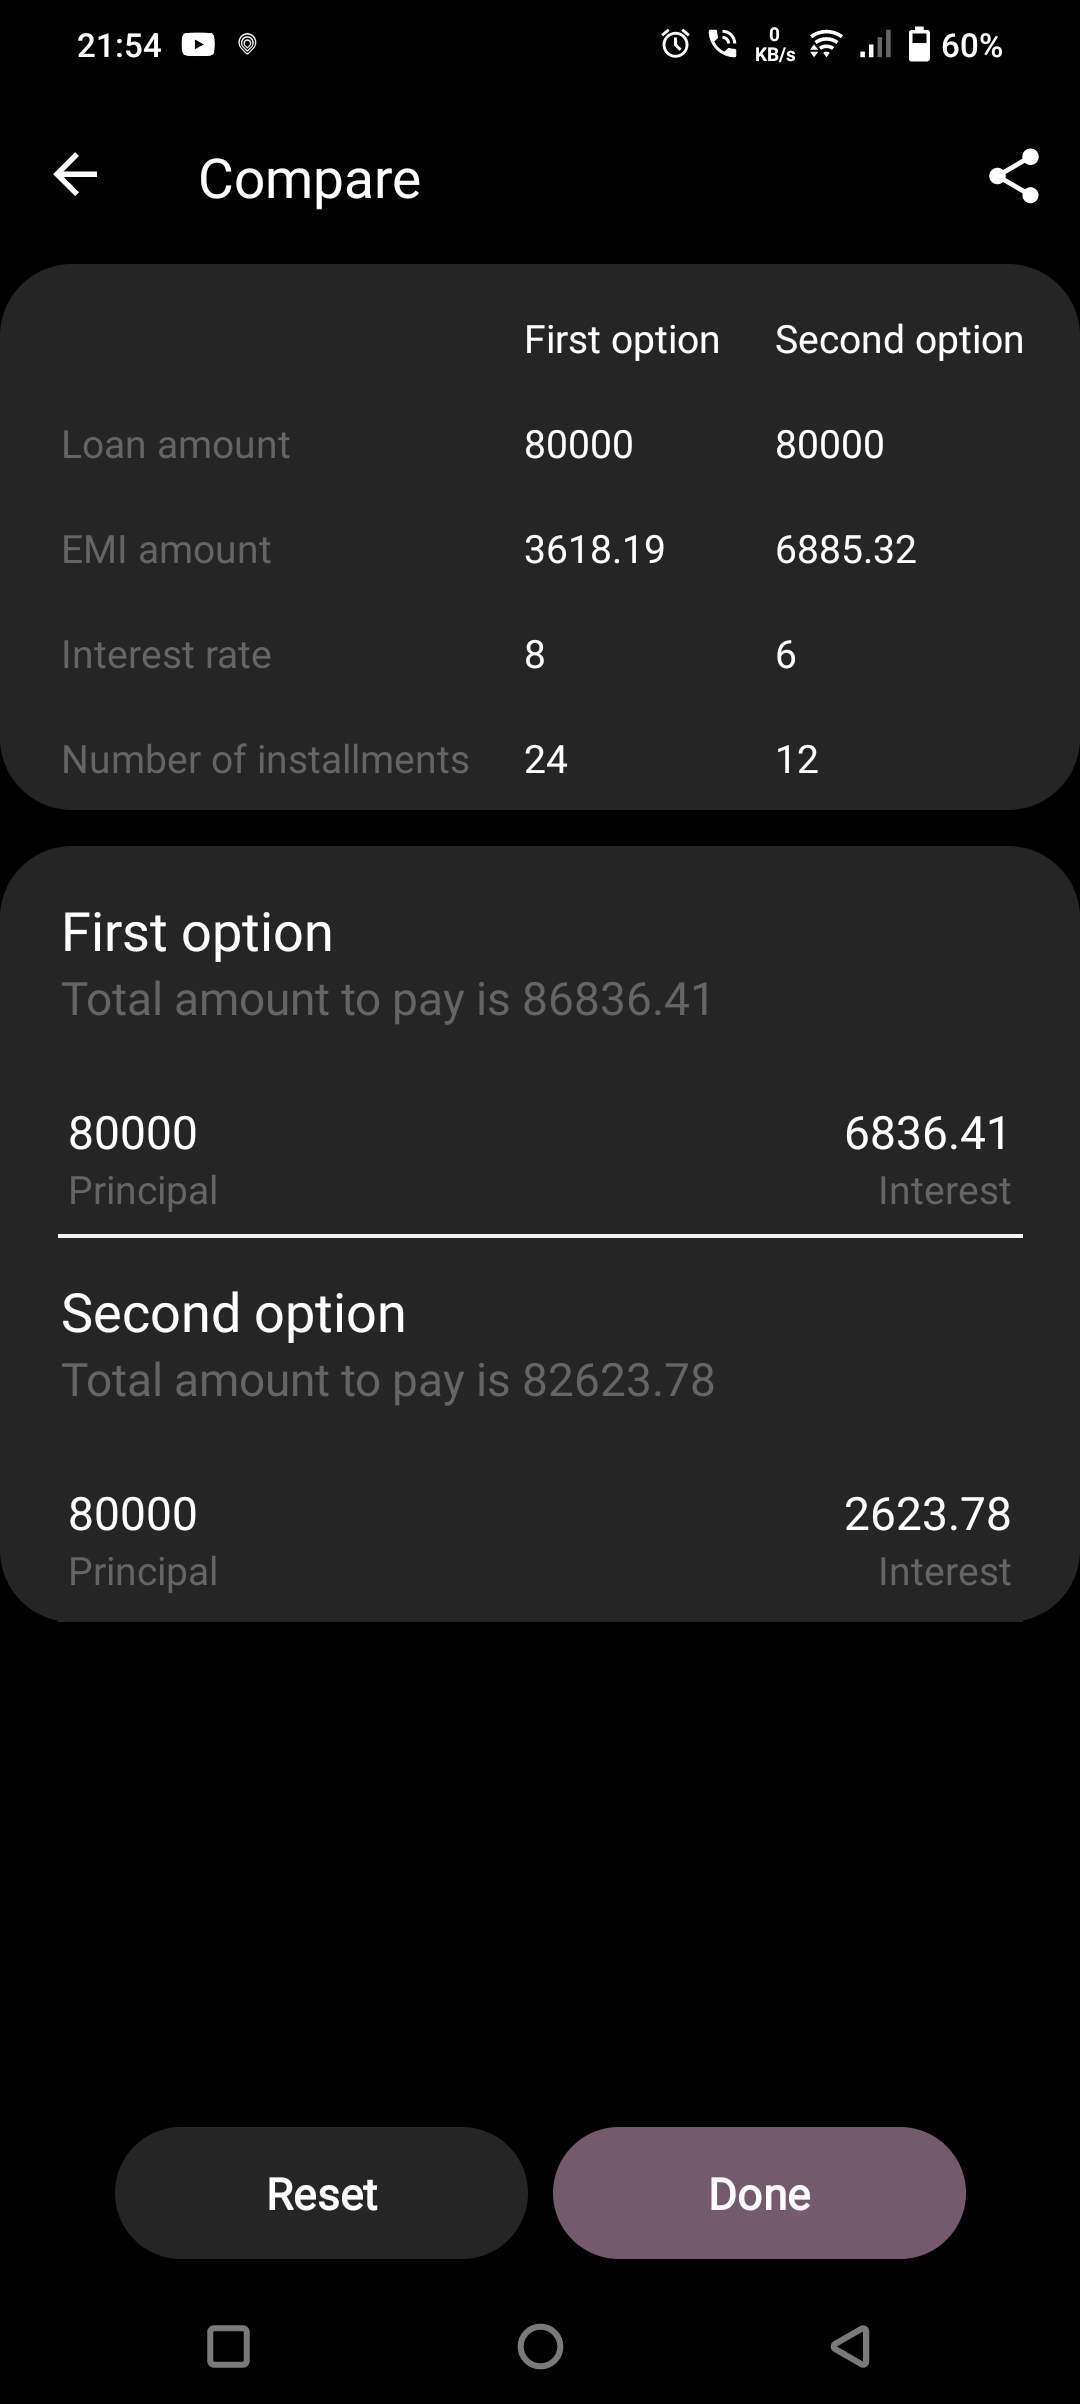 21:54 0 KB/s 60%
Compare
First option Second option
Loan amount 80000 80000
EMI amount 3618.19 6885.32
Interest rate 8 6
Number of installments 24 12
First option
Total amount to pay is 86836.41
80000 6836.41
Principal Interest
Second option
Total amount to pay is 82623.78
80000 2623.78
Principal Interest
Reset Done